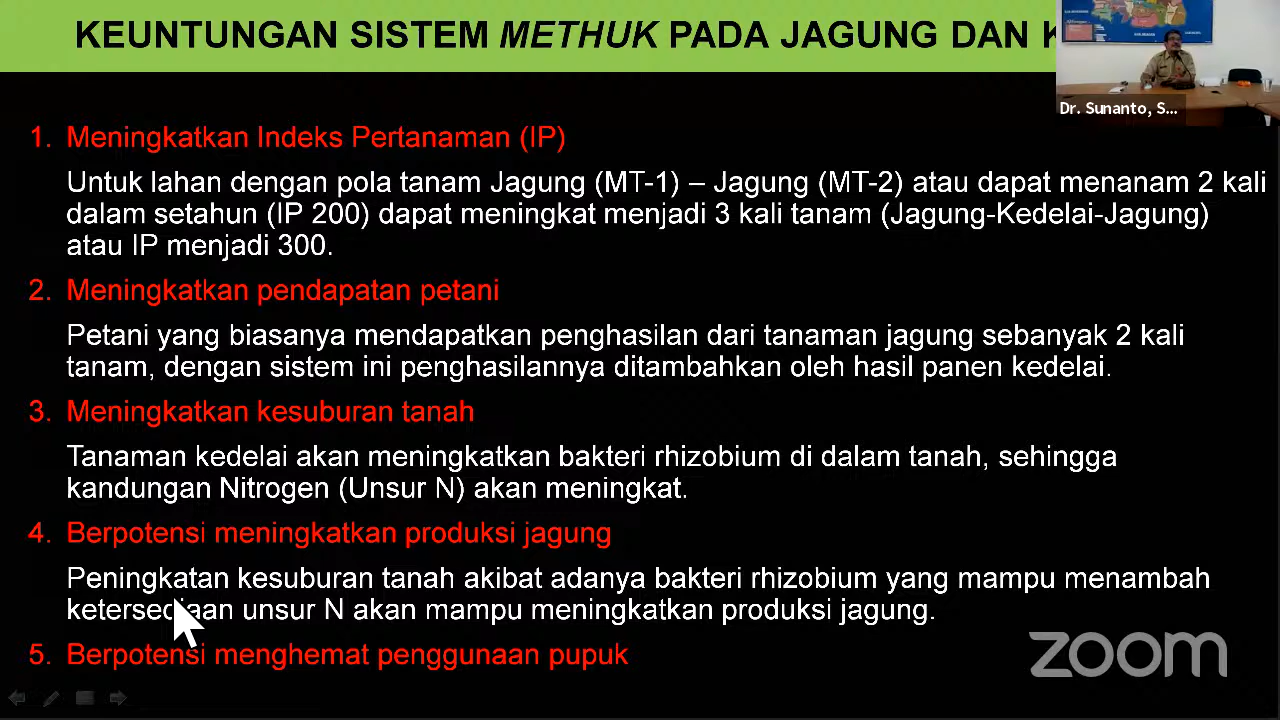 KEUNTUNGAN SISTEM METHUK PADA JAGUNG DAN K
Dr. Sunanto, S...
1. Meningkatkan Indeks Pertanaman (IP)
Untuk lahan dengan pola tanam Jagung (MT-1) – Jagung (MT-2) atau dapat menanam 2 kali
dalam setahun (IP 200) dapat meningkat menjadi 3 kali tanam (Jagung-Kedelai-Jagung)
atau IP menjadi 300.
2. Meningkatkan pendapatan petani
Petani yang biasanya mendapatkan penghasilan dari tanaman jagung sebanyak 2 kali
tanam, dengan sistem ini penghasilannya ditambahkan oleh hasil panen kedelai.
3. Meningkatkan kesuburan tanah
Tanaman kedelai akan meningkatkan bakteri rhizobium di dalam tanah, sehingga
kandungan Nitrogen (Unsur N) akan meningkat.
4. Berpotensi meningkatkan produksi jagung
Peningkatan kesuburan tanah akibat adanya bakteri rhizobium yang mampu menambah
ketersediaan unsur N akan mampu meningkatkan produksi jagung.
5. Berpotensi menghemat penggunaan pupuk
zoom